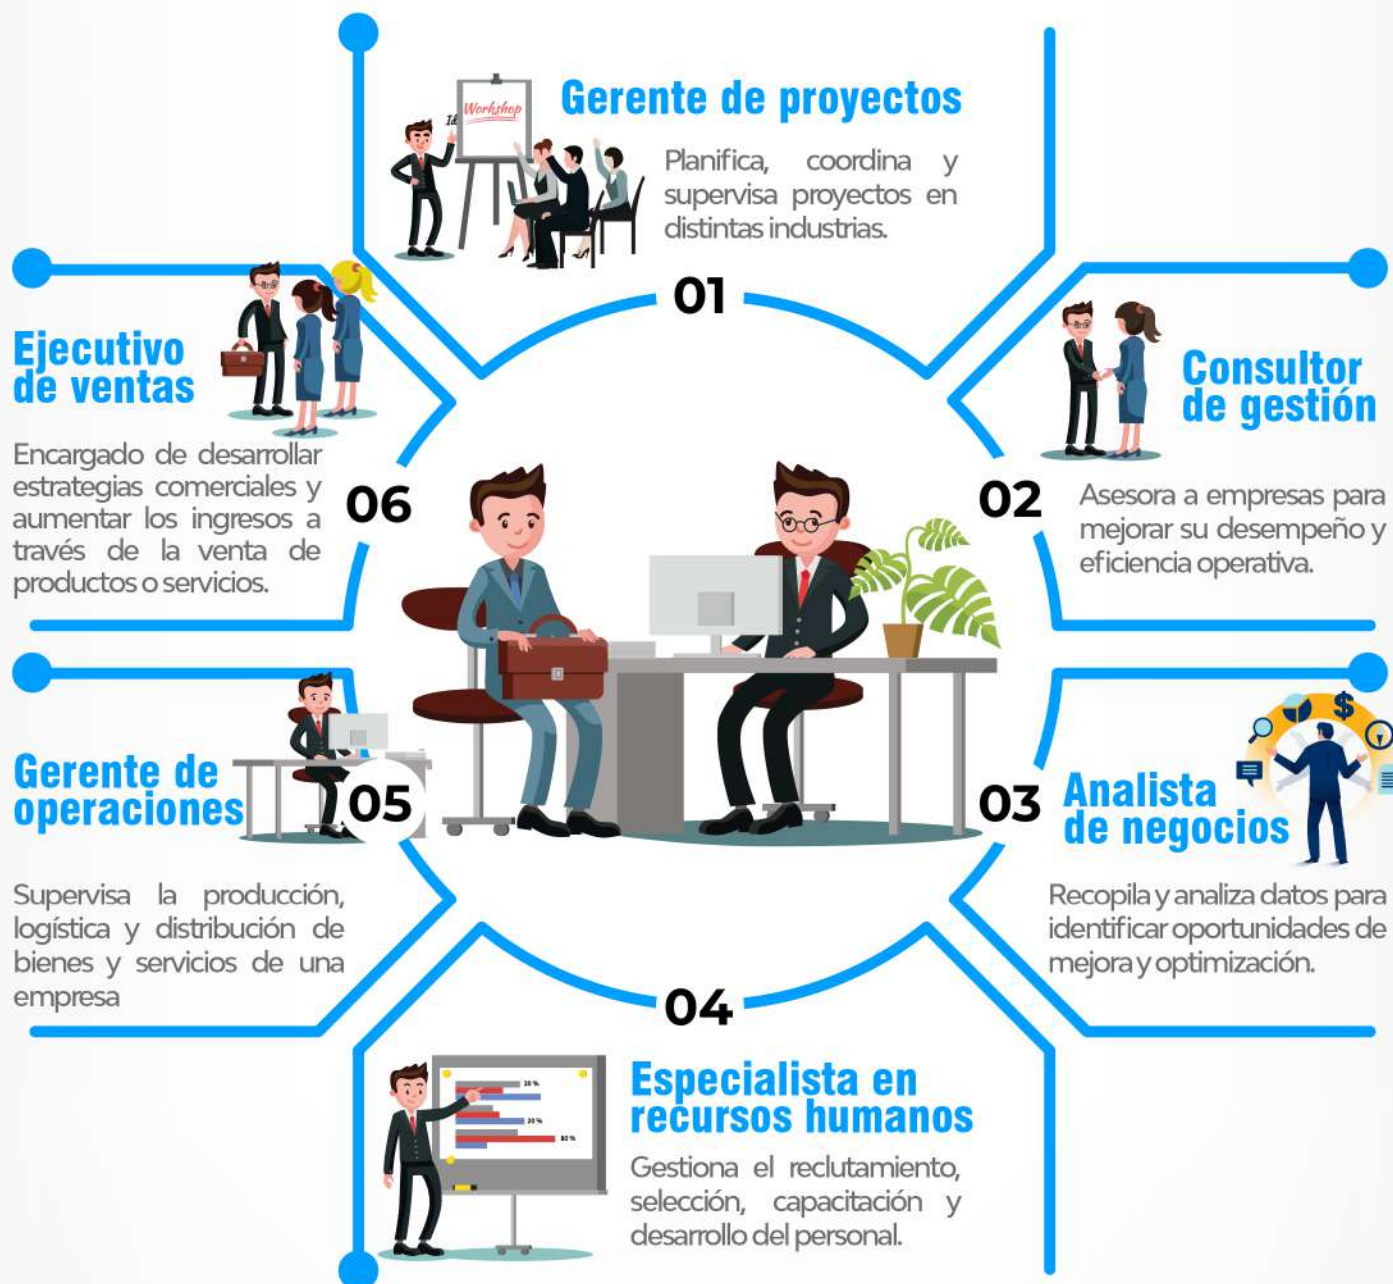 Workshop
Gerente de proyectos
Planifica, coordina y
supervisa proyectos en
distintas industrias.
01
Consultor
de gestión
02
Asesora a empresas para
mejorar su desempeño y
eficiencia operativa.
$
03
Analista
de negocios
Recopila y analiza datos para
identificar oportunidades de
mejora y optimización.
04
Especialista en
recursos humanos
Gestiona el reclutamiento,
selección, capacitación y
desarrollo del personal.
20 %
20 %
80 %
05
Gerente de
operaciones
Supervisa la producción,
logística y distribución de
bienes y servicios de una
empresa
06
Ejecutivo
de ventas
Encargado de desarrollar
estrategias comerciales y
aumentar los ingresos a
través de la venta de
productos o servicios.